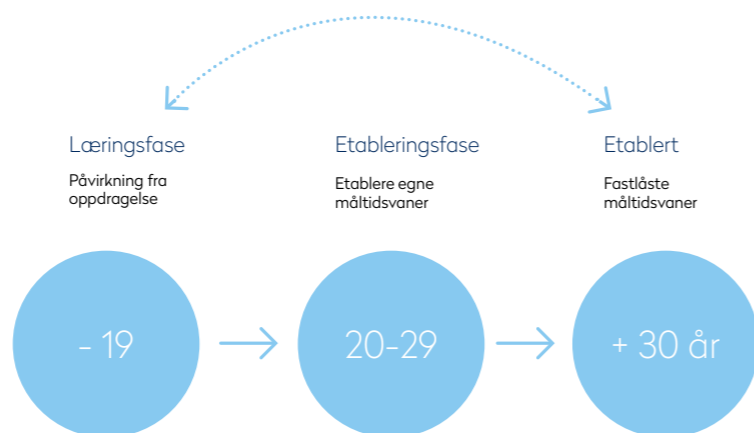 Læringsfase
Påvirkning fra
oppdragelse
- 19
Etableringsfase
Etablere egne
måltidsvaner
20-29
Etablert
Fastlåste
måltidsvaner
+ 30 år